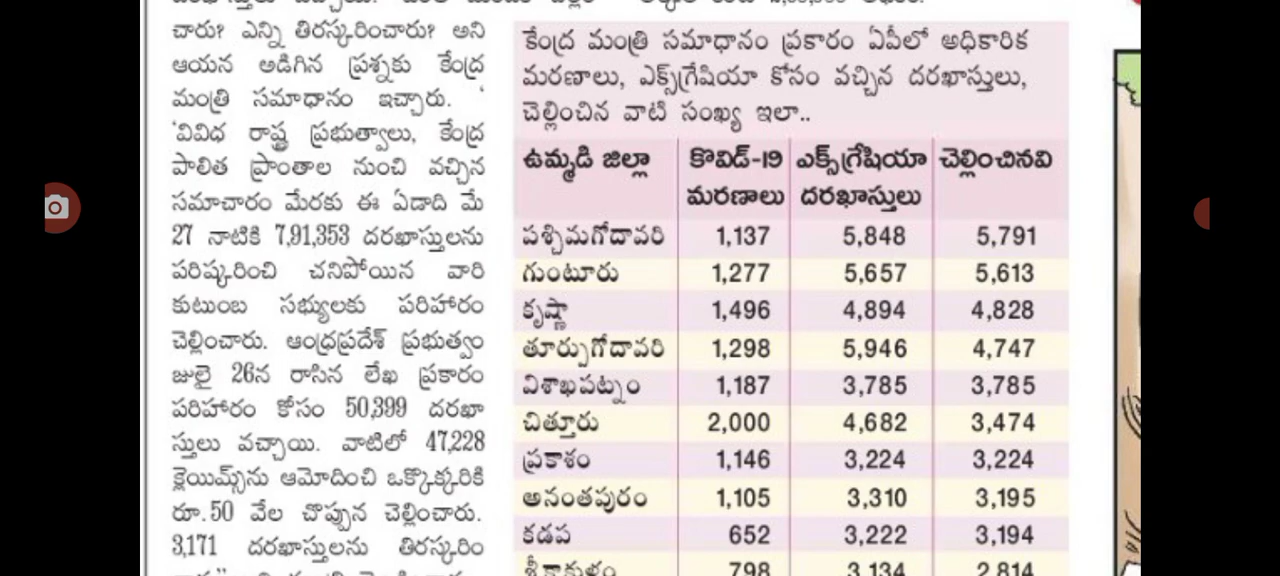 చారు? ఎన్ని తిరస్కరించారు? అని
ఆయన అడిగిన ప్రశ్నకు కేంద్ర
మంత్రి సమాధానం ఇచ్చారు. ‘
‘వివిధ రాష్ట్ర ప్రభుత్వాలు, కేంద్ర
పాలిత ప్రాంతాల నుంచి వచ్చిన
సమాచారం మేరకు ఈ ఏడాది మే
27 నాటికి 7,91,353 దరఖాస్తులను
పరిష్కరించి చనిపోయిన వారి
కుటుంబ సభ్యులకు పరిహారం
చెల్లించారు. ఆంధ్రప్రదేశ్ ప్రభుత్వం
జులై 26న రాసిన లేఖ ప్రకారం
పరిహారం కోసం 50,399 దరఖా
స్తులు వచ్చాయి. వాటిలో 47,228
క్లెయిమ్స్‌ను ఆమోదించి ఒక్కొక్కరికి
రూ.50 వేల చొప్పున చెల్లించారు.
3,171 దరఖాస్తులను తిరస్కరిం
కేంద్ర మంత్రి సమాధానం ప్రకారం ఏపీలో అధికారిక
మరణాలు, ఎక్స్‌గ్రేషియా కోసం వచ్చిన దరఖాస్తులు,
చెల్లించిన వాటి సంఖ్య ఇలా..
ఉమ్మడి జిల్లా కొవిడ్-19 ఎక్స్‌గ్రేషియా చెల్లించినవి
మరణాలు దరఖాస్తులు
పశ్చిమగోదావరి 1,137 5,848 5,791
గుంటూరు 1,277 5,657 5,613
కృష్ణా 1,496 4,894 4,828
తూర్పుగోదావరి 1,298 5,946 4,747
విశాఖపట్నం 1,187 3,785 3,785
చిత్తూరు 2,000 4,682 3,474
ప్రకాశం 1,146 3,224 3,224
అనంతపురం 1,105 3,310 3,195
కడప 652 3,222 3,194
శ్రీకాకుళం 798 3,134 2,814